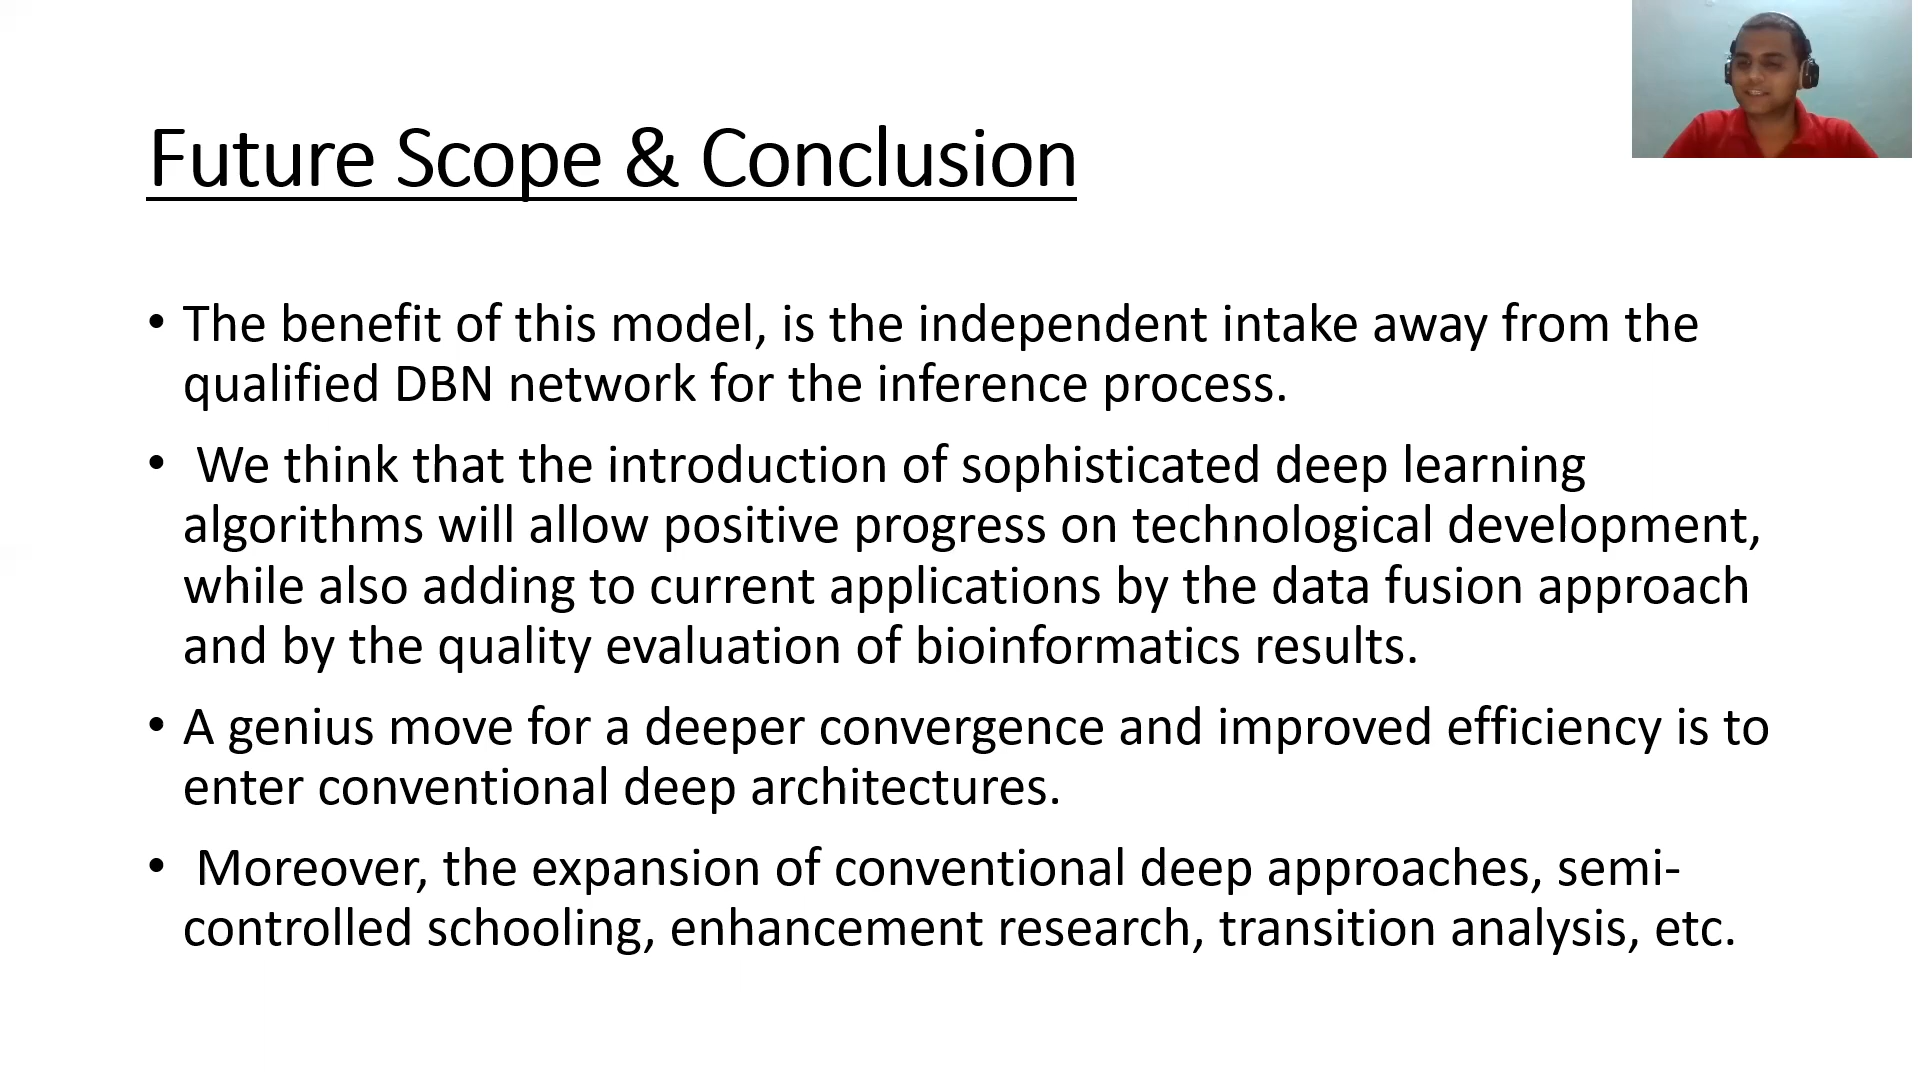 Future Scope & Conclusion
• The benefit of this model, is the independent intake away from the
qualified DBN network for the inference process.
• We think that the introduction of sophisticated deep learning
algorithms will allow positive progress on technological development,
while also adding to current applications by the data fusion approach
and by the quality evaluation of bioinformatics results.
• A genius move for a deeper convergence and improved efficiency is to
enter conventional deep architectures.
• Moreover, the expansion of conventional deep approaches, semi-
controlled schooling, enhancement research, transition analysis, etc.